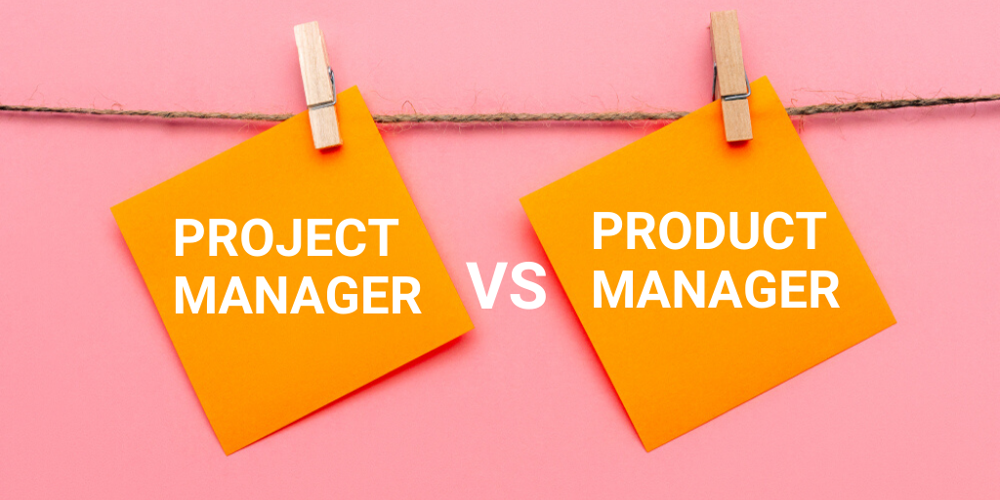 PROJECT
MANAGER
VS
PRODUCT
MANAGER